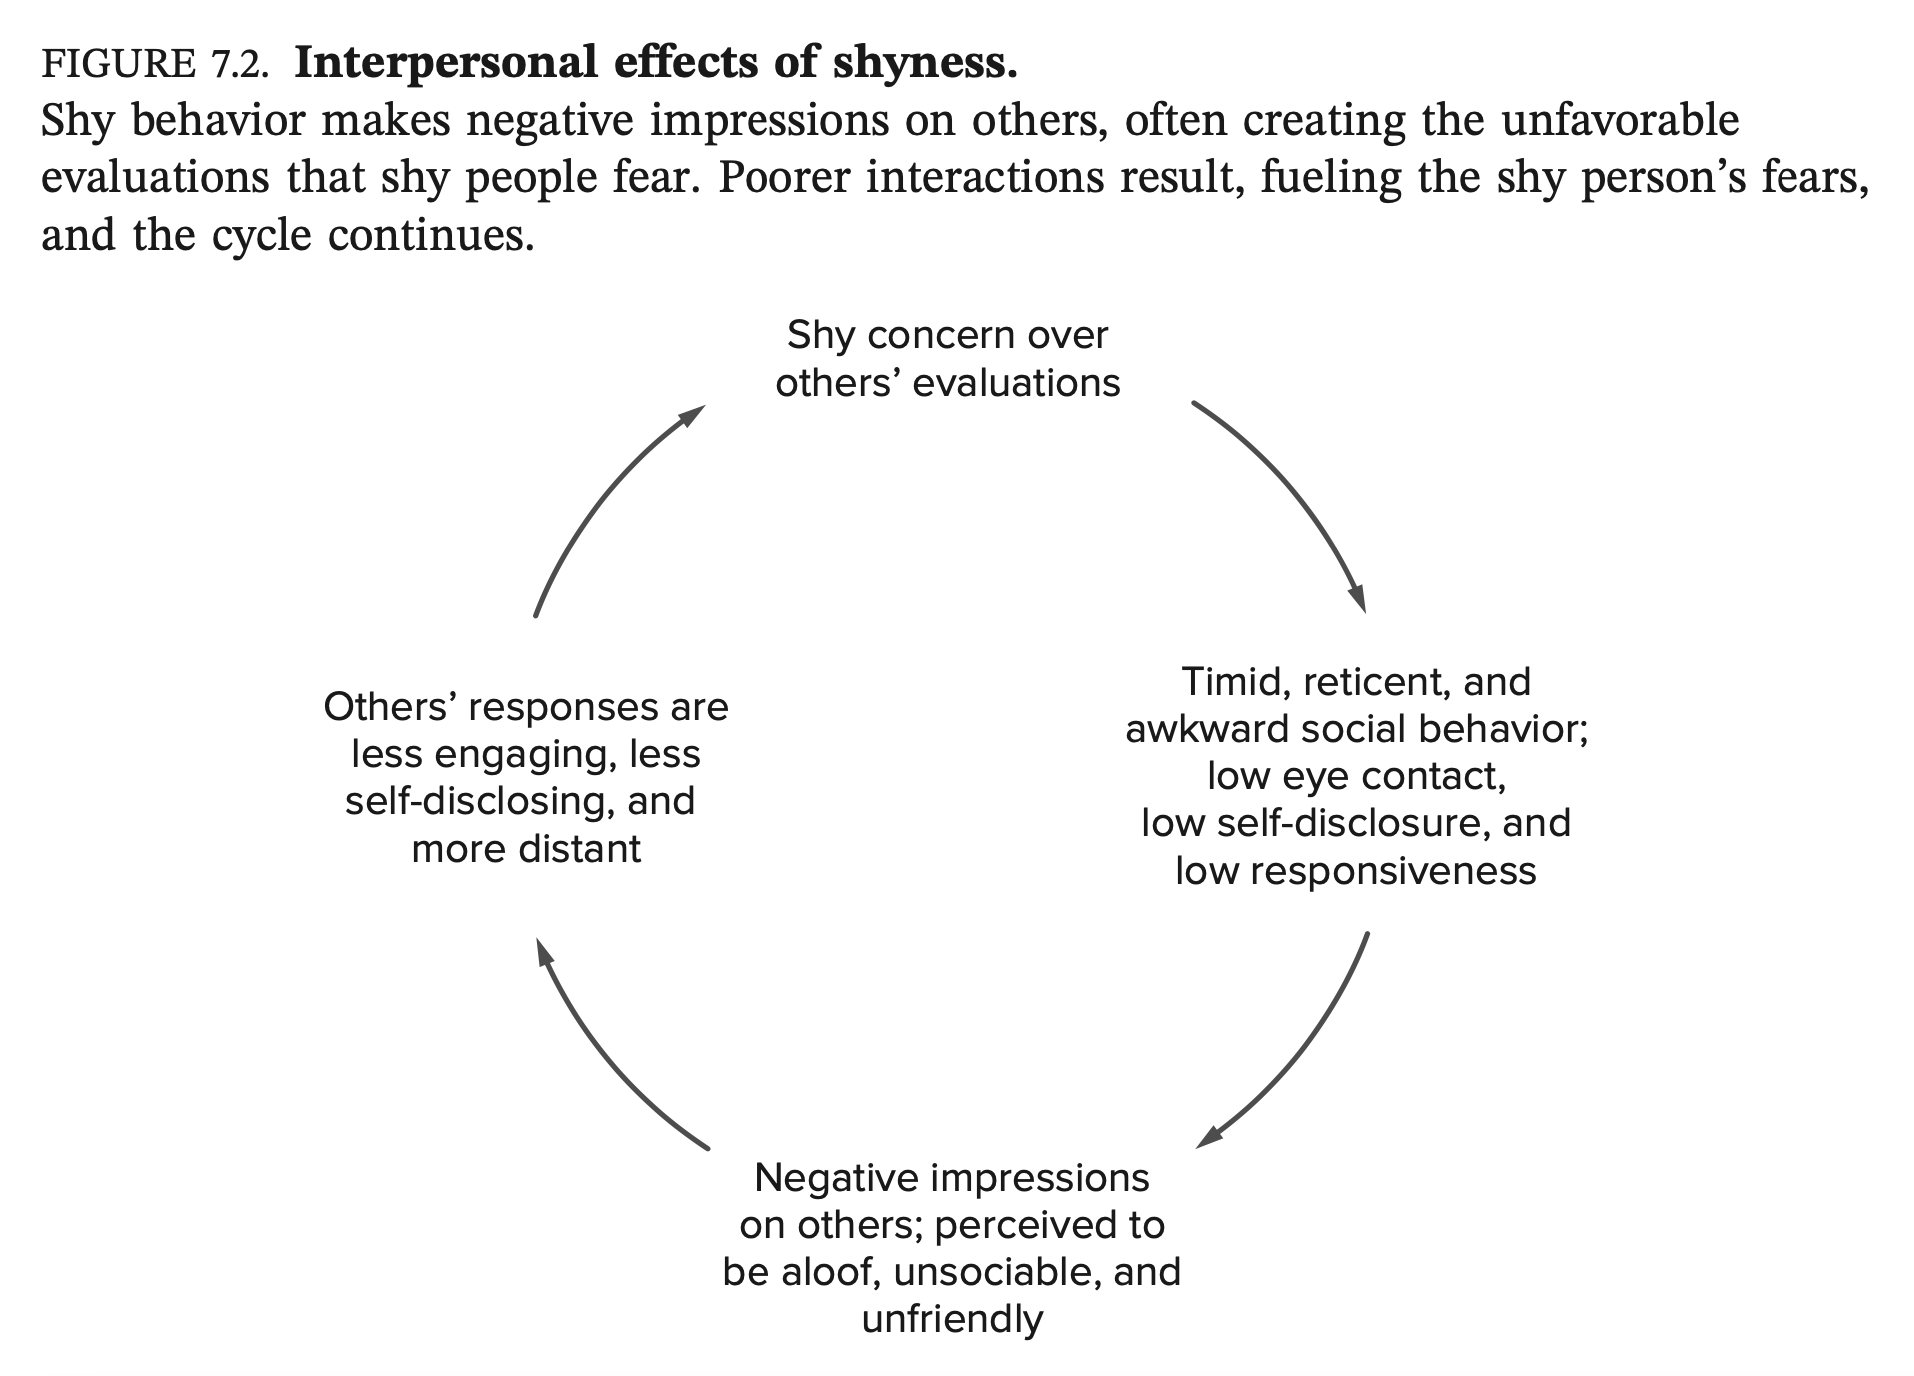 FIGURE 7.2. Interpersonal effects of shyness.
Shy behavior makes negative impressions on others, often creating the unfavorable
evaluations that shy people fear. Poorer interactions result, fueling the shy person’s fears,
and the cycle continues.
Shy concern over
others’ evaluations
Timid, reticent, and
awkward social behavior;
low eye contact,
low self-disclosure, and
low responsiveness
Negative impressions
on others; perceived to
be aloof, unsociable, and
unfriendly
Others’ responses are
less engaging, less
self-disclosing, and
more distant